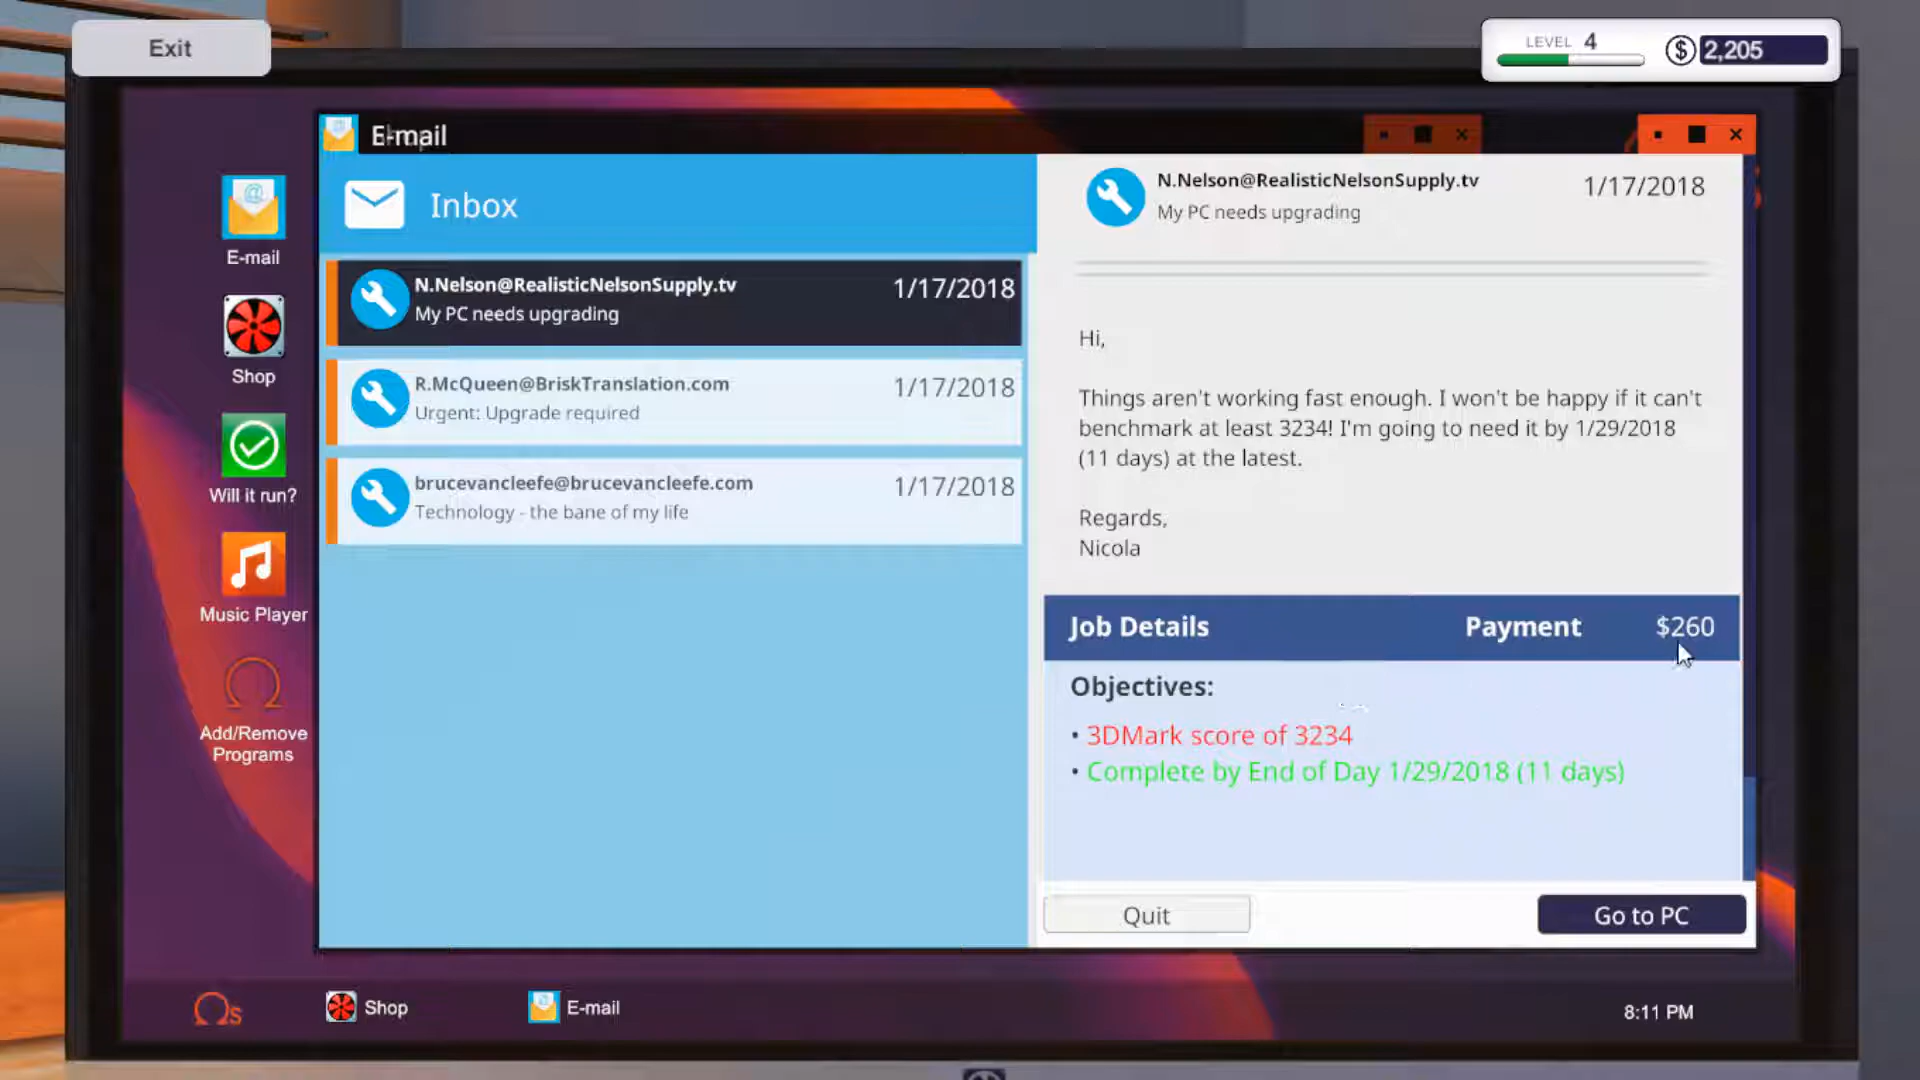 Exit
LEVEL 4
$ 2,205
E-mail
Inbox
N.Nelson@RealisticNelsonSupply.tv
1/17/2018
My PC needs upgrading
R.McQueen@BriskTranslation.com
1/17/2018
Urgent: Upgrade required
brucevancleefe@brucevancleefe.com
1/17/2018
Technology - the bane of my life
N.Nelson@RealisticNelsonSupply.tv
1/17/2018
My PC needs upgrading
Hi,
Things aren't working fast enough. I won't be happy if it can't
benchmark at least 3234! I'm going to need it by 1/29/2018
(11 days) at the latest.
Regards,
Nicola
Job Details
Payment
$260
Objectives:
• 3DMark score of 3234
• Complete by End of Day 1/29/2018 (11 days)
Quit
Go to PC
E-mail
Shop
Will it run?
Music Player
Add/Remove
Programs
Ωs
Shop
E-mail
8:11 PM